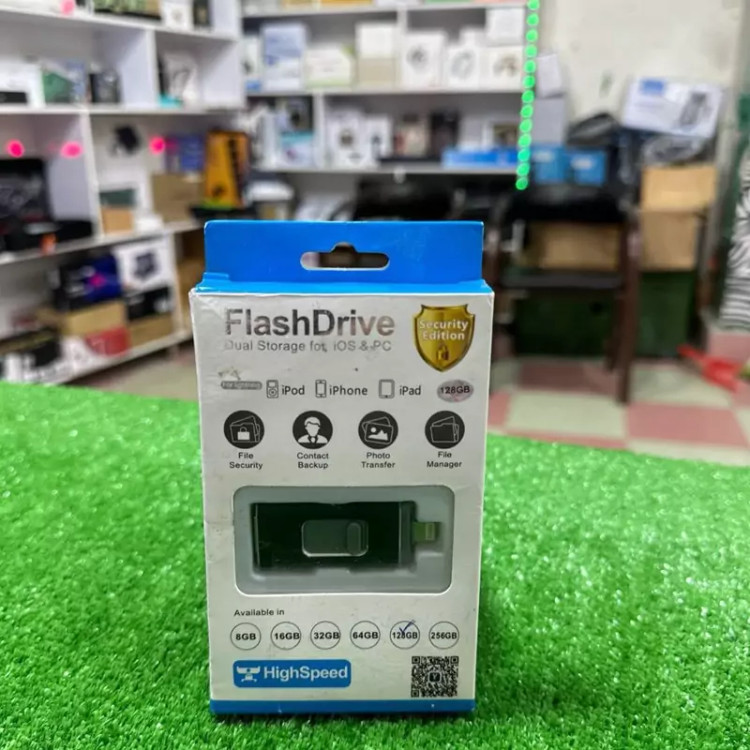 FlashDrive
Dual Storage for iOS & PC
Security
Edition
iPod iPhone iPad 128GB
File
Security
Contact
Backup
Photo
Transfer
File
Manager
Available in
8GB 16GB 32GB 64GB 128GB 256GB
HighSpeed